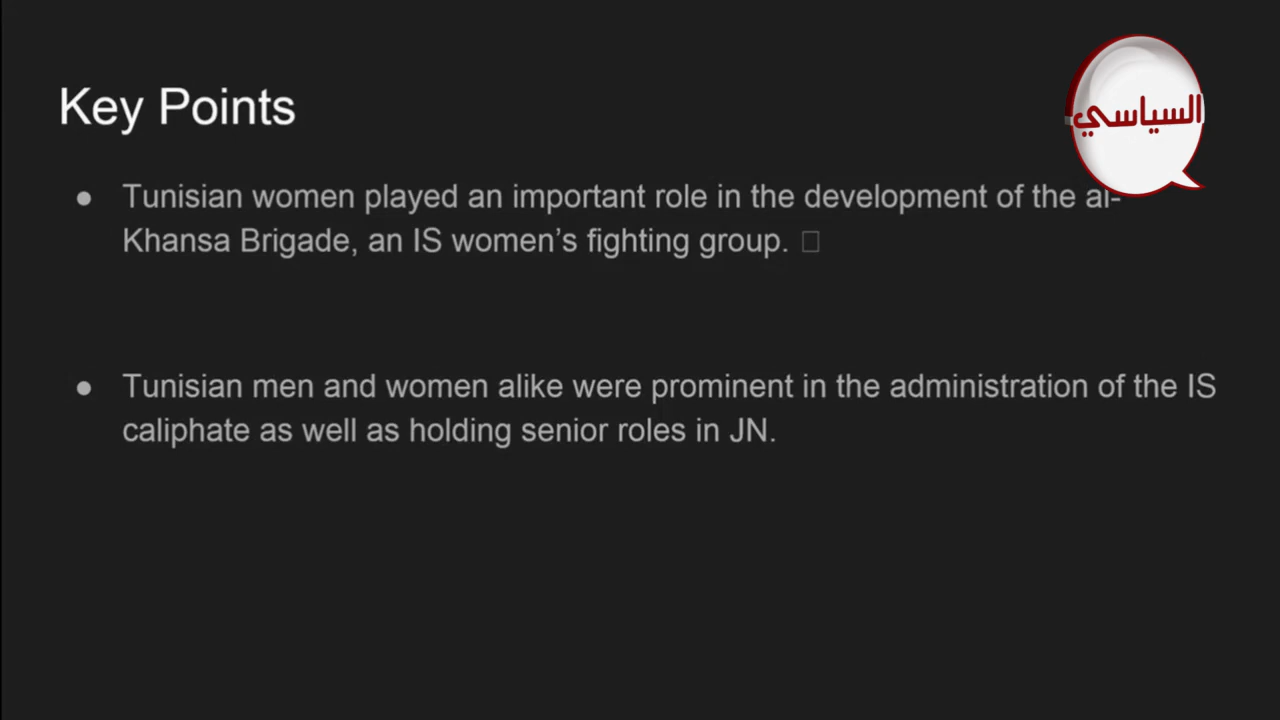 Key Points
السياسي
● Tunisian women played an important role in the development of the al-
Khansa Brigade, an IS women’s fighting group. □
● Tunisian men and women alike were prominent in the administration of the IS
caliphate as well as holding senior roles in JN.